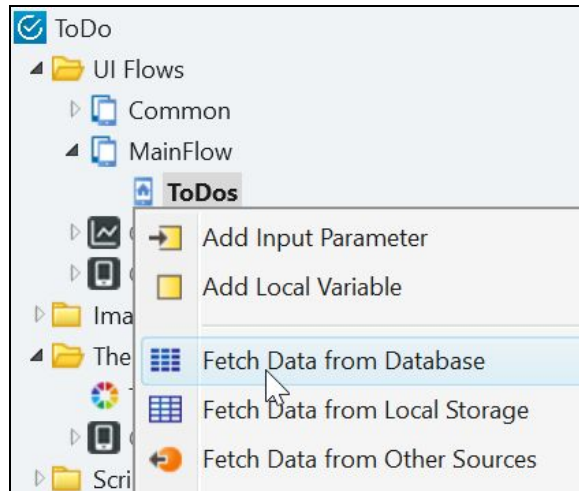 ToDo
UI Flows
Common
MainFlow
ToDos
Add Input Parameter
Add Local Variable
Ima
Fetch Data from Database
The
Fetch Data from Local Storage
Fetch Data from Other Sources
Scri